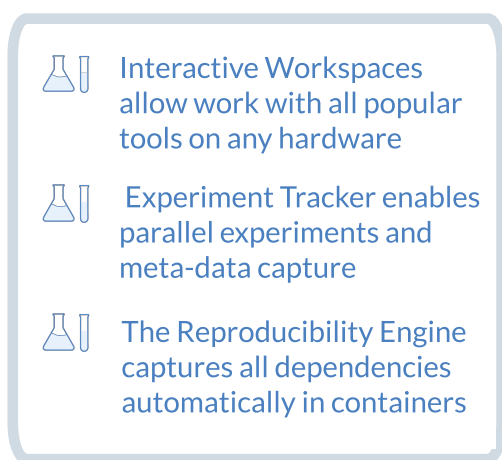 Interactive Workspaces
allow work with all popular
tools on any hardware
Experiment Tracker enables
parallel experiments and
meta-data capture
The Reproducibility Engine
captures all dependencies
automatically in containers